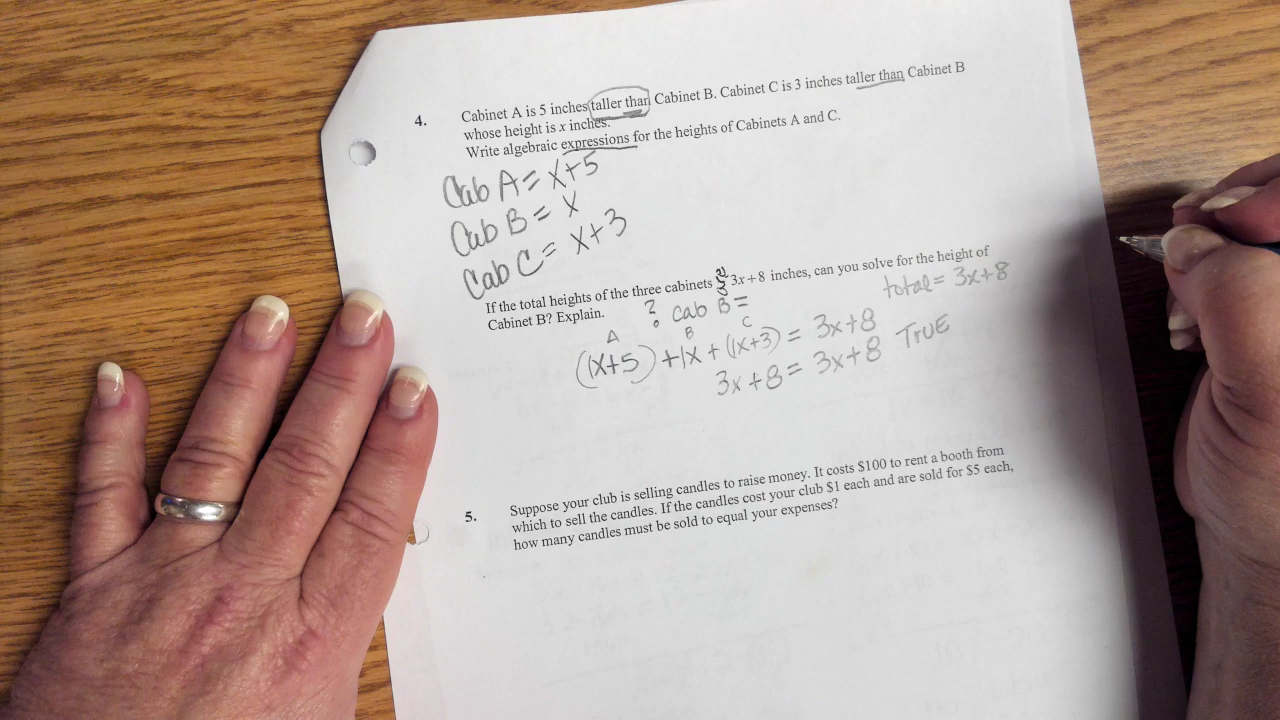 4. Cabinet A is 5 inches taller than Cabinet B. Cabinet C is 3 inches taller than Cabinet B
whose height is x inches.
Write algebraic expressions for the heights of Cabinets A and C.
Cab A = x+5
Cab B = x
Cab C = x+3
If the total heights of the three cabinets 3x + 8 inches, can you solve for the height of
Cabinet B? Explain.
? cab B =
total = 3x+8
A B C
(1x+5) + 1x + (1x+3) = 3x+8
3x+8 = 3x+8 TRUE
5. Suppose your club is selling candles to raise money. It costs $100 to rent a booth from
which to sell the candles. If the candles cost your club $1 each and are sold for $5 each,
how many candles must be sold to equal your expenses?